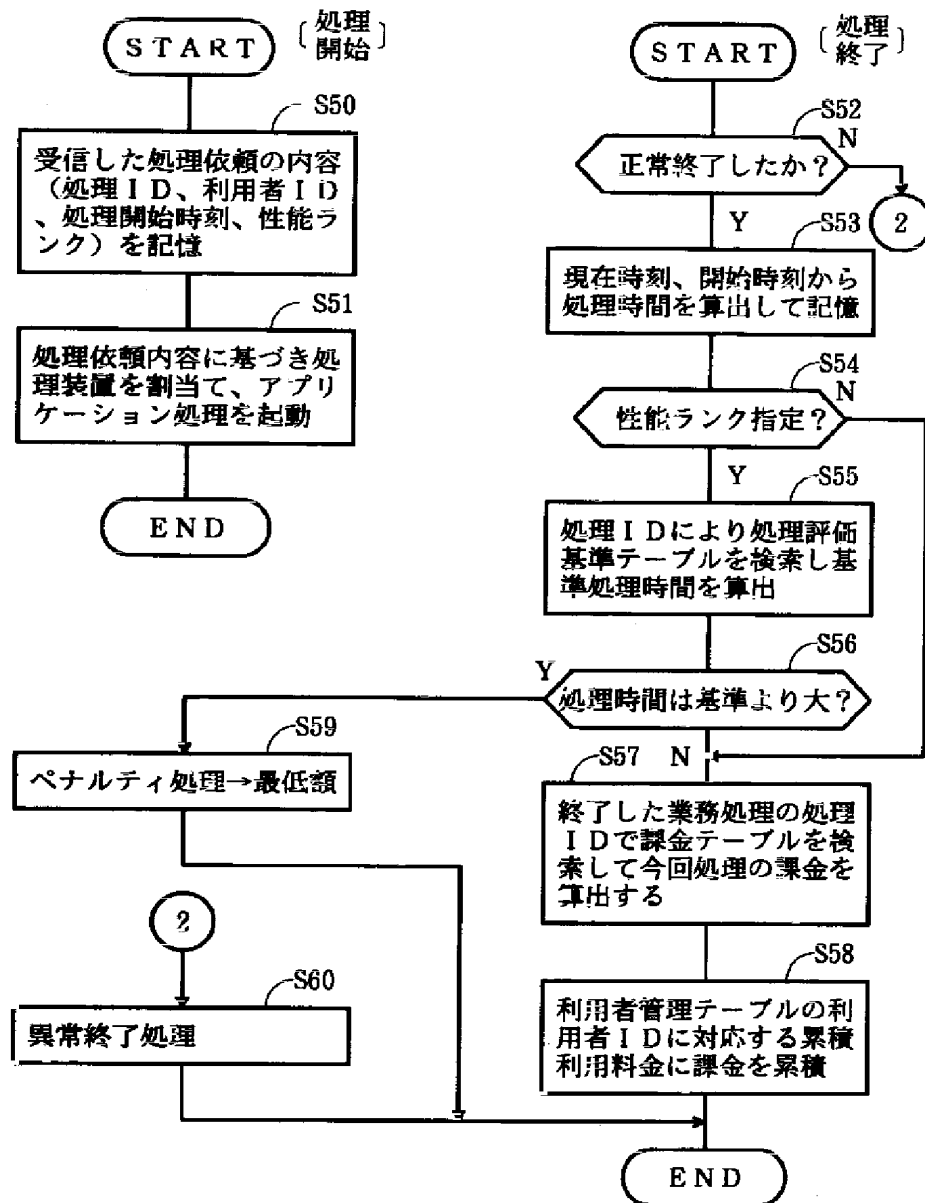 START
〔処理
開始〕
S50
受信した処理依頼の内容
（処理ID、利用者ID
、処理開始時刻、性能ラ
ンク）を記憶
S51
処理依頼内容に基づき処
理装置を割当て、アプリ
ケーション処理を起動
END
START
〔処理
終了〕
S52
正常終了したか？
N
2
Y
S53
現在時刻、開始時刻から
処理時間を算出して記憶
S54
性能ランク指定？
N
Y
S55
処理IDにより処理評価
基準テーブルを検索し基
準処理時間を算出
S56
処理時間は基準より大？
Y
N
S59
ペナルティ処理→最低額
S57
終了した業務処理の処理
IDで課金テーブルを検
索して今回処理の課金を
算出する
2
S60
異常終了処理
S58
利用者管理テーブルの利
用者IDに対応する累積
利用料金に課金を累積
END